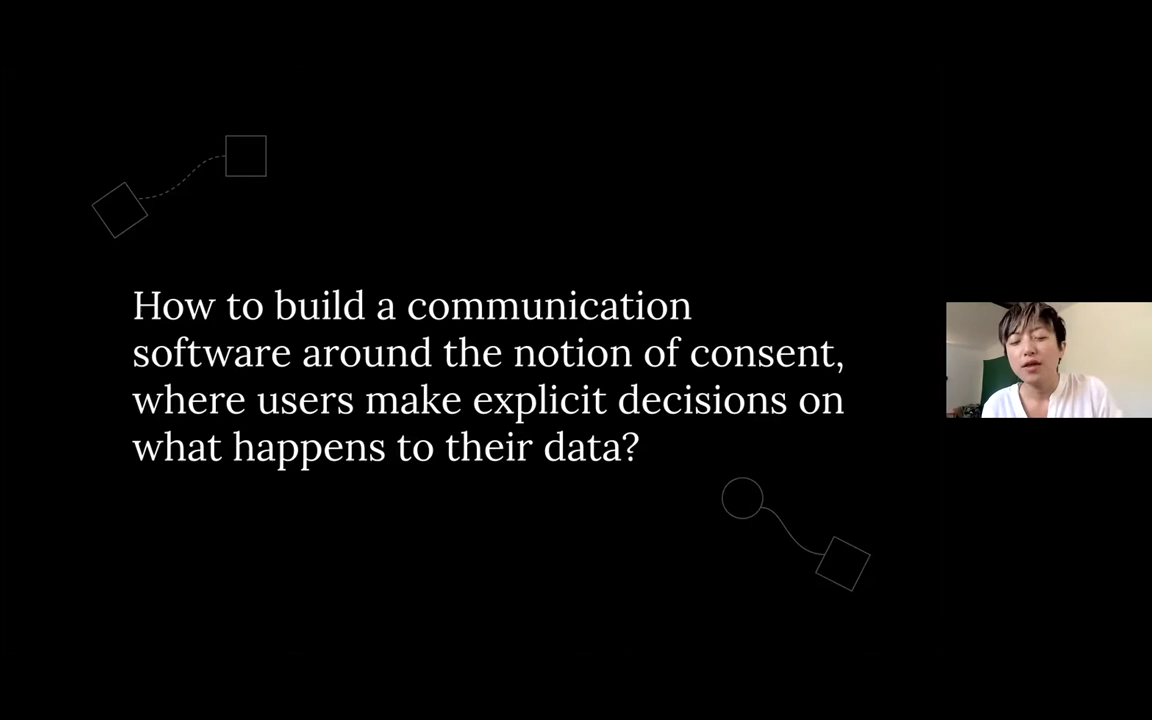 How to build a communication
software around the notion of consent,
where users make explicit decisions on
what happens to their data?